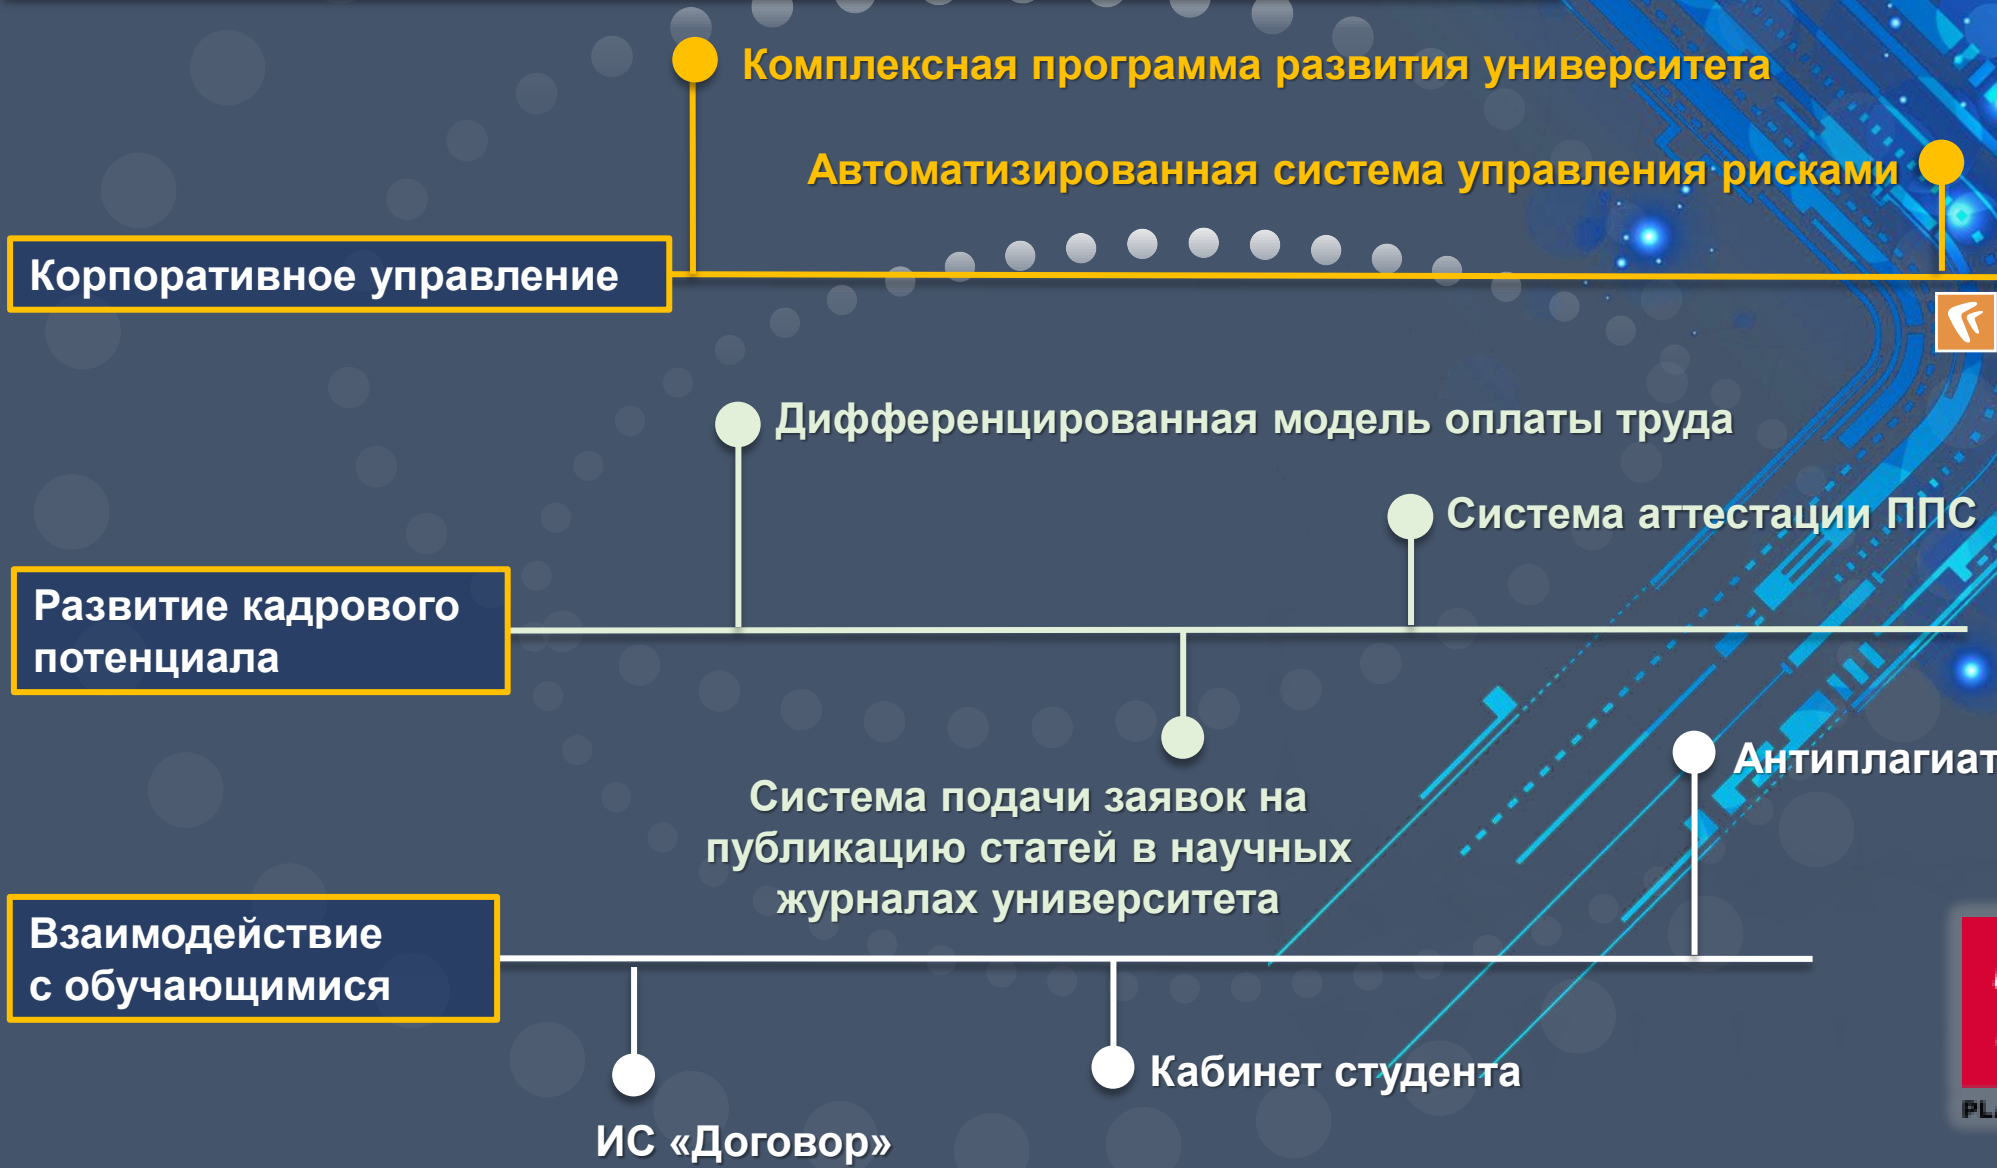 Комплексная программа развития университета
Автоматизированная система управления рисками
Корпоративное управление
Дифференцированная модель оплаты труда
Система аттестации ППС
Развитие кадрового
потенциала
Антиплагиат
Система подачи заявок на
публикацию статей в научных
журналах университета
Взаимодействие
с обучающимися
Кабинет студента
ИС «Договор»